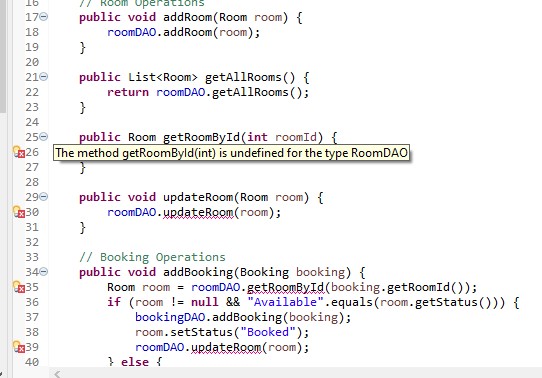 16 // Room Operations
17 public void addRoom(Room room) {
18 roomDAO.addRoom(room);
19 }
20
21 public List<Room> getAllRooms() {
22 return roomDAO.getAllRooms();
23 }
24
25 public Room getRoomById(int roomId) {
26 The method getRoomById(int) is undefined for the type RoomDAO
27 }
28
29 public void updateRoom(Room room) {
30 roomDAO.updateRoom(room);
31 }
32
33 // Booking Operations
34 public void addBooking(Booking booking) {
35 Room room = roomDAO.getRoomById(booking.getRoomId());
36 if (room != null && "Available".equals(room.getStatus())) {
37 bookingDAO.addBooking(booking);
38 room.setStatus("Booked");
39 roomDAO.updateRoom(room);
40 } else {